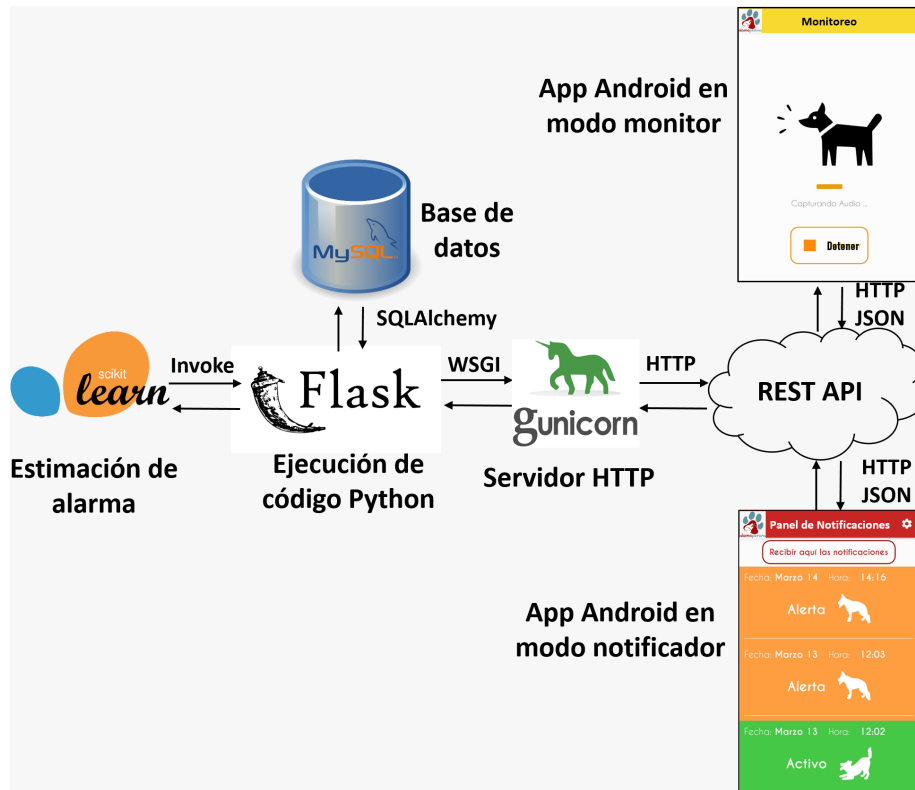 Monitoreo
App Android en
modo monitor
Capturando Audio ...
Detener
MySQL
Base de
datos
HTTP
JSON
SQLAlchemy
scikit
learn
Invoke
Flask
WSGI
gunicorn
HTTP
REST API
Estimación de
alarma
Ejecución de
código Python
Servidor HTTP
HTTP
JSON
Panel de Notificaciones
Recibir aquí las notificaciones
Fecha: Marzo 14 Hora: 14:16
Alerta
App Android en
modo notificador
Fecha: Marzo 13 Hora: 12:03
Alerta
Fecha: Marzo 13 Hora: 12:02
Activo